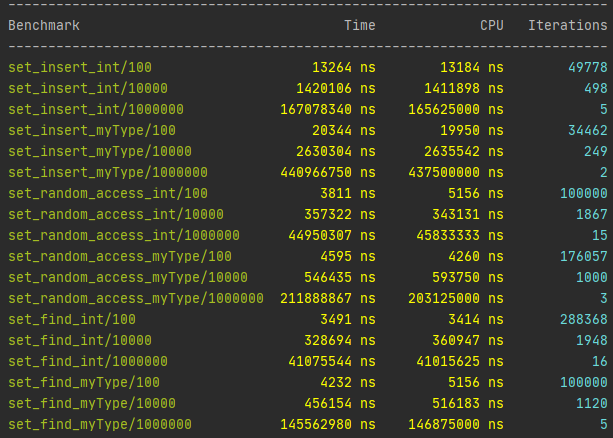 --------------------------------------------------------------------------
Benchmark                                Time             CPU   Iterations
--------------------------------------------------------------------------
set_insert_int/100                   13264 ns        13184 ns        49778
set_insert_int/10000               1420106 ns      1411898 ns          498
set_insert_int/1000000           167078340 ns    165625000 ns            5
set_insert_myType/100                20344 ns        19950 ns        34462
set_insert_myType/10000            2630304 ns      2635542 ns          249
set_insert_myType/1000000        440966750 ns    437500000 ns            2
set_random_access_int/100             3811 ns         5156 ns       100000
set_random_access_int/10000         357322 ns       343131 ns         1867
set_random_access_int/1000000     44950307 ns     45833333 ns           15
set_random_access_myType/100          4595 ns         4260 ns       176057
set_random_access_myType/10000      546435 ns       593750 ns         1000
set_random_access_myType/1000000 211888867 ns    203125000 ns            3
set_find_int/100                      3491 ns         3414 ns       288368
set_find_int/10000                  328694 ns       360947 ns         1948
set_find_int/1000000              41075544 ns     41015625 ns           16
set_find_myType/100                   4232 ns         5156 ns       100000
set_find_myType/10000               456154 ns       516183 ns         1120
set_find_myType/1000000          145562980 ns    146875000 ns            5